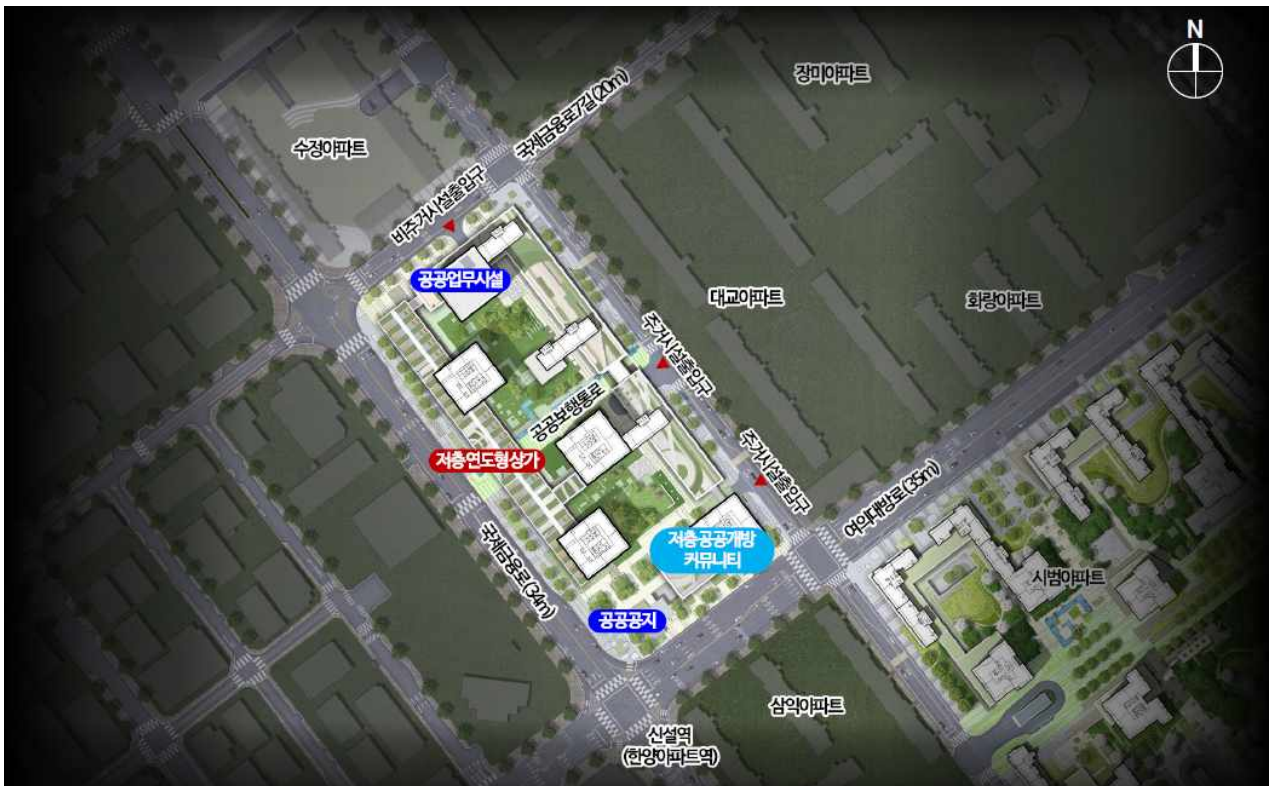 N
장미아파트
국제금융로7길(20m)
수정아파트
비주거시설출입구
공공업무시설
대교아파트
화랑아파트
주거시설출입구
공공보행통로
저층연도형상가
주거시설출입구
여의대방로(35m)
국제금융로(34m)
저층공공개방
커뮤니티
시범아파트
공공공지
삼익아파트
신설역
(한양아파트역)